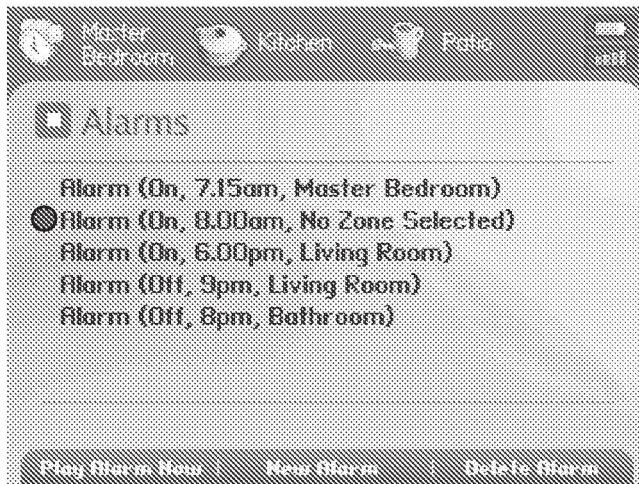 Master
Bedroom
Kitchen
Patio
Alarms
Alarm (On, 7.15am, Master Bedroom)
Alarm (On, 8.00am, No Zone Selected)
Alarm (On, 6.00pm, Living Room)
Alarm (Off, 9pm, Living Room)
Alarm (Off, 8pm, Bathroom)
Play Alarm Now New Alarm Delete Alarm